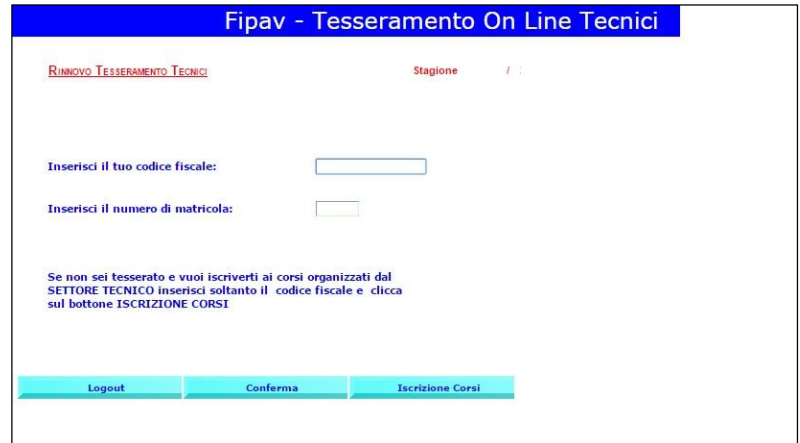 Fipav - Tesseramento On Line Tecnici
RINNOVO TESSERAMENTO TECNICI
Stagione /
Inserisci il tuo codice fiscale:
Inserisci il numero di matricola:
Se non sei tesserato e vuoi iscriverti ai corsi organizzati dal
SETTORE TECNICO inserisci soltanto il codice fiscale e clicca
sul bottone ISCRIZIONE CORSI
Logout Conferma Iscrizione Corsi